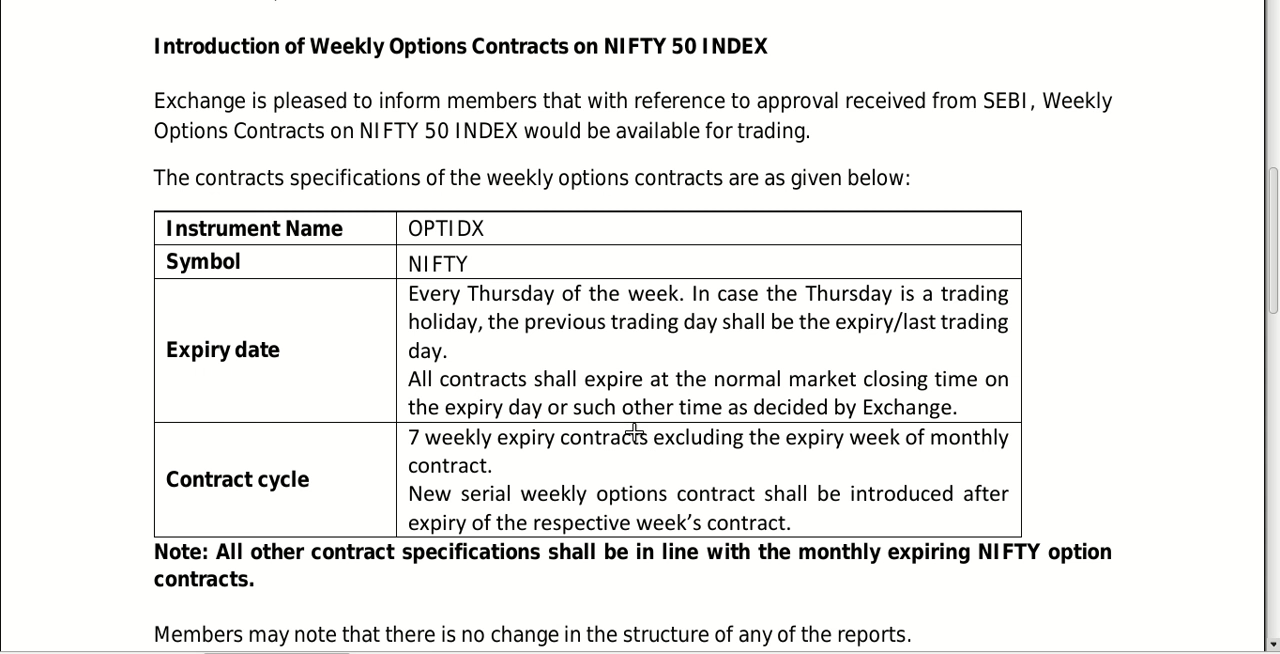 Introduction of Weekly Options Contracts on NIFTY 50 INDEX
Exchange is pleased to inform members that with reference to approval received from SEBI, Weekly
Options Contracts on NIFTY 50 INDEX would be available for trading.
The contracts specifications of the weekly options contracts are as given below:
Instrument Name OPTIDX
Symbol NIFTY
Expiry date
Every Thursday of the week. In case the Thursday is a trading
holiday, the previous trading day shall be the expiry/last trading
day.
All contracts shall expire at the normal market closing time on
the expiry day or such other time as decided by Exchange.
Contract cycle
7 weekly expiry contracts excluding the expiry week of monthly
contract.
New serial weekly options contract shall be introduced after
expiry of the respective week’s contract.
Note: All other contract specifications shall be in line with the monthly expiring NIFTY option
contracts.
Members may note that there is no change in the structure of any of the reports.